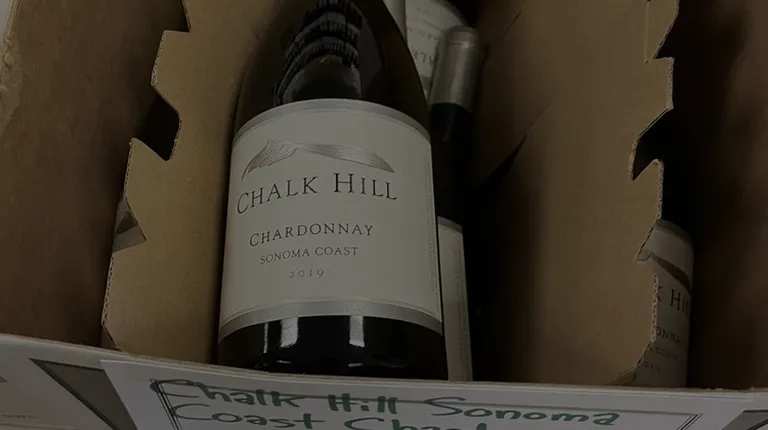 CHALK HILL
CHARDONNAY
SONOMA COAST
2019
Chalk Hill Sonoma
Coast